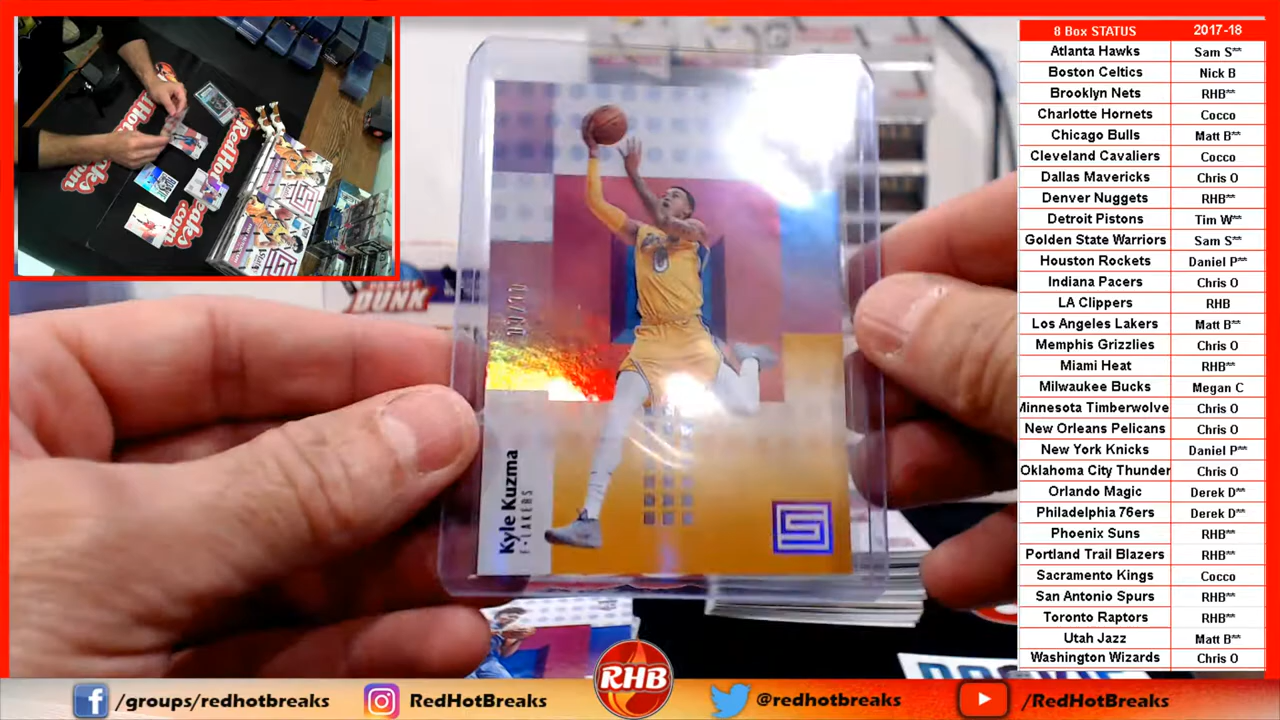 8 Box STATUS 2017-18
Atlanta Hawks Sam S**
Boston Celtics Nick B
Brooklyn Nets RHB**
Charlotte Hornets Cocco
Chicago Bulls Matt B**
Cleveland Cavaliers Cocco
Dallas Mavericks Chris O
Denver Nuggets RHB**
Detroit Pistons Tim W**
Golden State Warriors Sam S**
Houston Rockets Daniel P**
Indiana Pacers Chris O
LA Clippers RHB
Los Angeles Lakers Matt B**
Memphis Grizzlies Chris O
Miami Heat RHB**
Milwaukee Bucks Megan C
Minnesota Timberwolve Chris O
New Orleans Pelicans Chris O
New York Knicks Daniel P**
Oklahoma City Thunder Chris O
Orlando Magic Derek D**
Philadelphia 76ers Derek D**
Phoenix Suns RHB**
Portland Trail Blazers RHB**
Sacramento Kings Cocco
San Antonio Spurs RHB**
Toronto Raptors RHB**
Utah Jazz Matt B**
Washington Wizards Chris O
DUNK
Kyle Kuzma
F•LAKERS
RHB
/groups/redhotbreaks
RedHotBreaks
@redhotbreaks
/RedHotBreaks